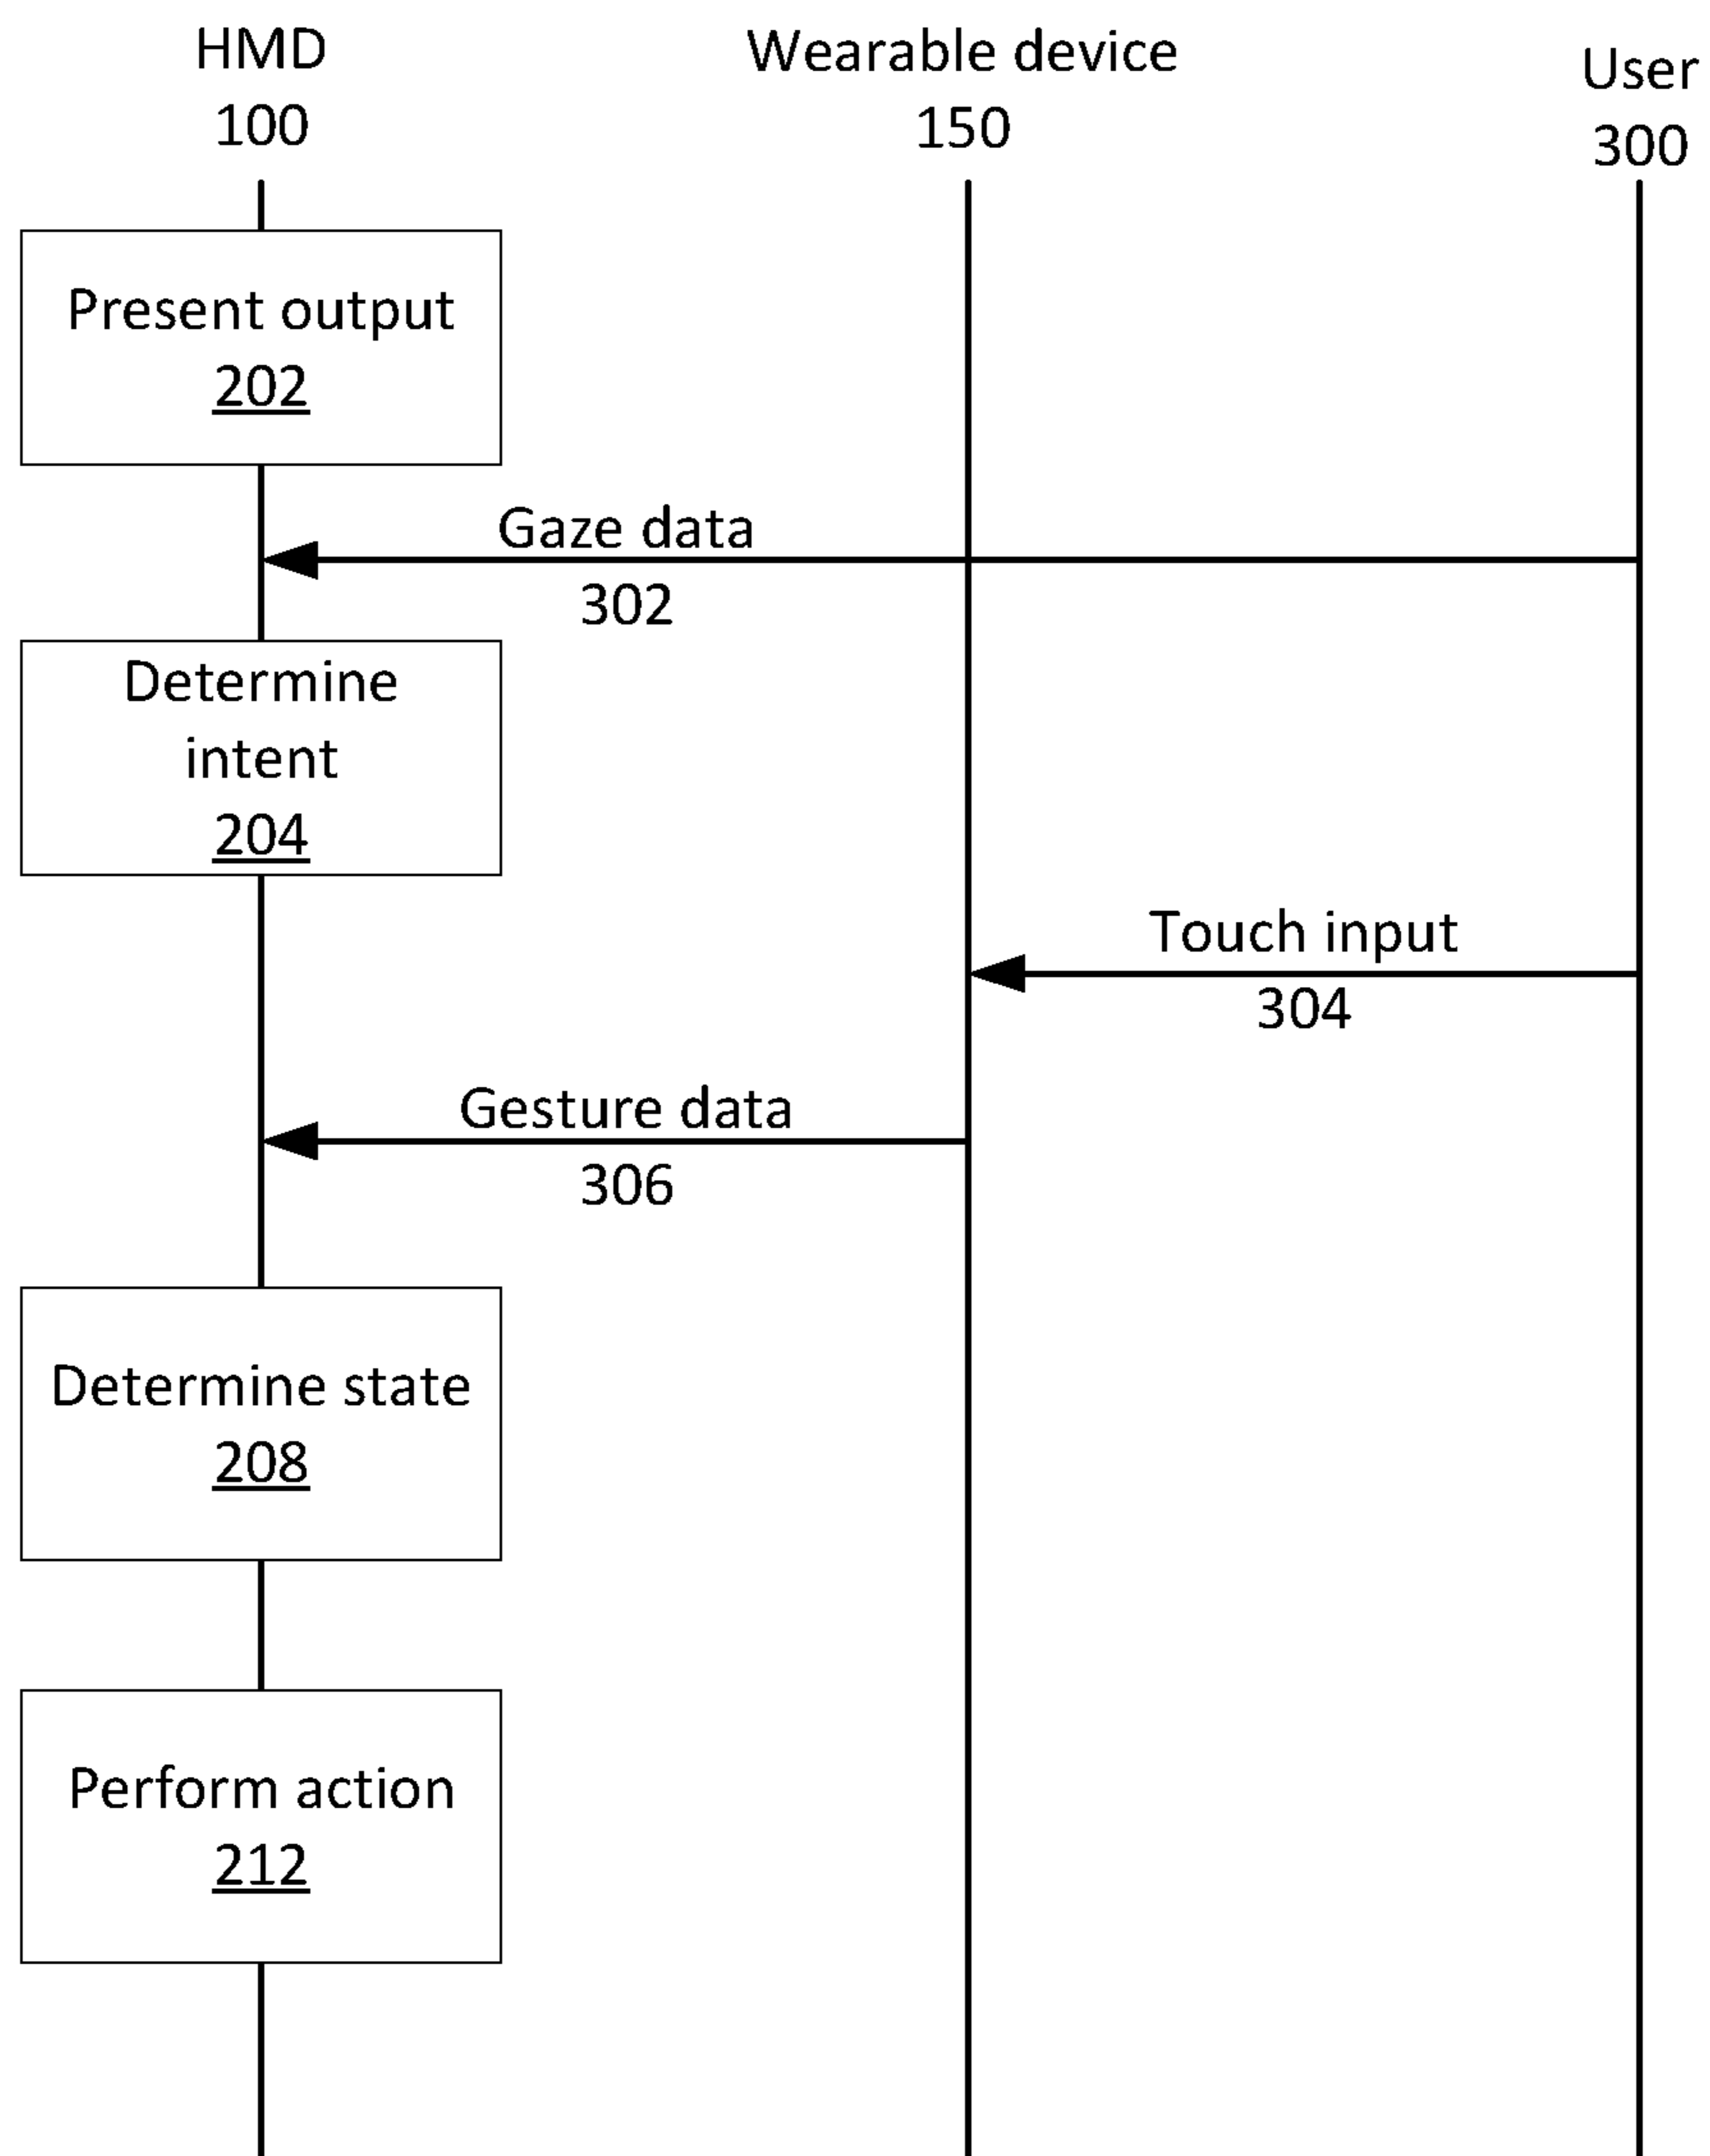 HMD
100
Wearable device
150
User
300
Present output
202
Gaze data
302
Determine
intent
204
Touch input
304
Gesture data
306
Determine state
208
Perform action
212